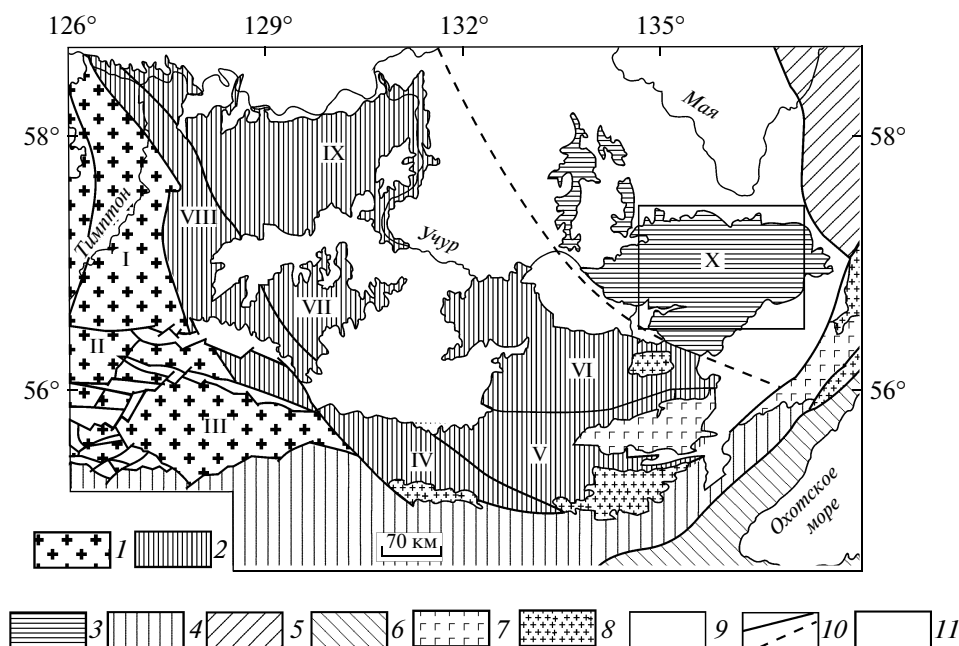 126° 129° 132° 135°
Мая
58° 58°
IX
Тимптон
VIII
Учур
I
X
VII
II
VI
56° 56°
III
V
IV
Охотское
море
70 км
1 2
3 4 5 6 7 8 9 10 11